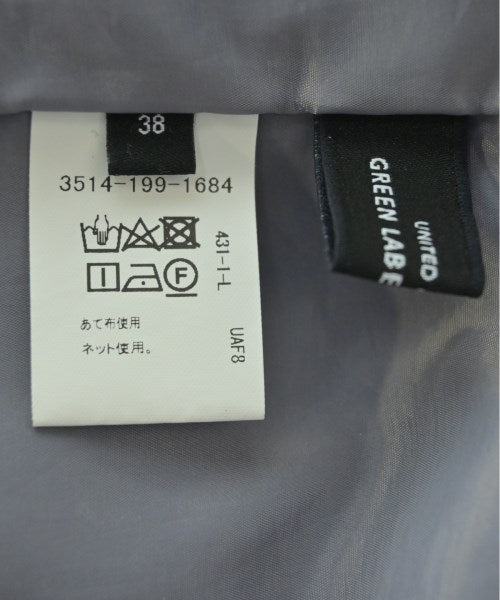 38
3514-199-1684
431-1-L
F
あて布使用
ネット使用。
UAF8
UNITED
GREEN LABE